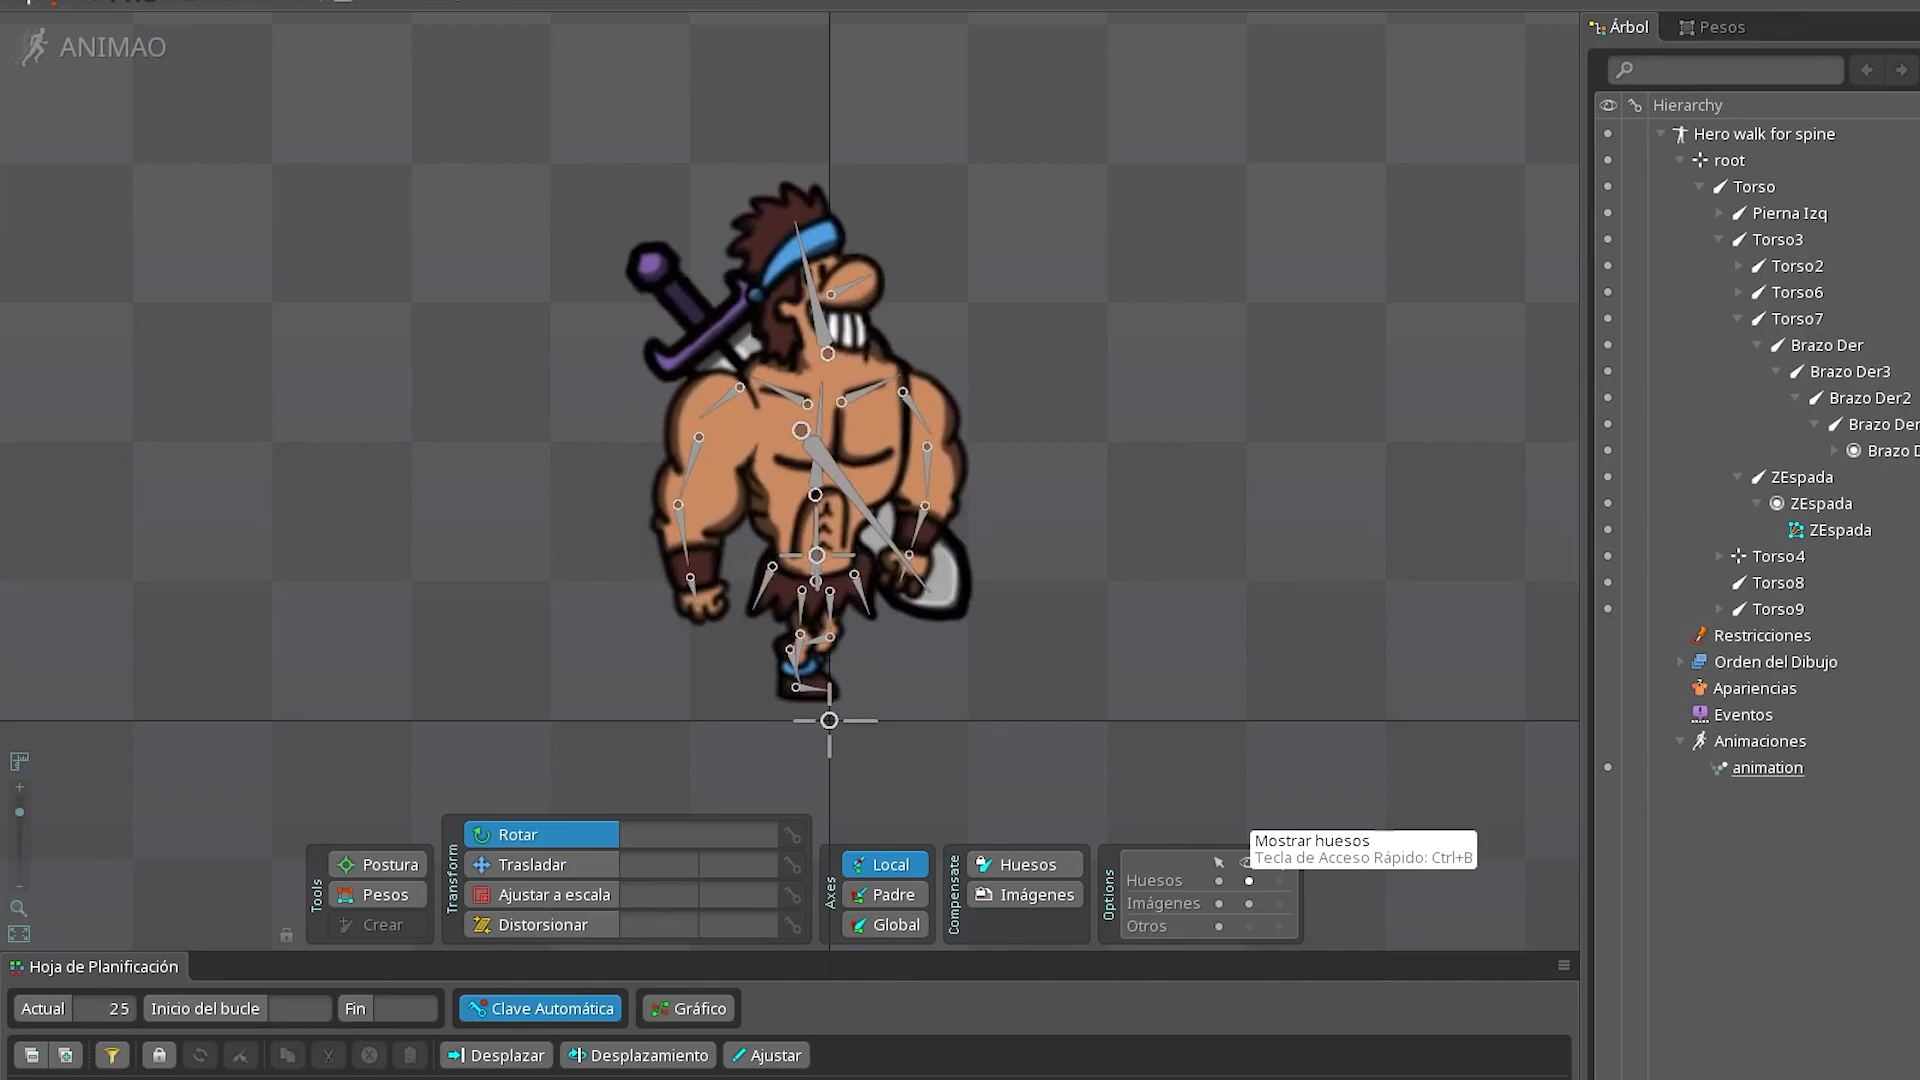 ANIMAO
Árbol
Pesos
Hierarchy
Hero walk for spine
root
Torso
Pierna Izq
Torso3
Torso2
Torso6
Torso7
Brazo Der
Brazo Der3
Brazo Der2
Brazo Der
Brazo D
ZEspada
ZEspada
ZEspada
Torso4
Torso8
Torso9
Restricciones
Orden del Dibujo
Apariencias
Eventos
Animaciones
animation
Tools
Postura
Pesos
Crear
Transform
Rotar
Trasladar
Ajustar a escala
Distorsionar
Axes
Local
Padre
Global
Compensate
Huesos
Imágenes
Options
Huesos
Imágenes
Otros
Mostrar huesos
Tecla de Acceso Rápido: Ctrl+B
Hoja de Planificación
Actual 25 Inicio del bucle Fin Clave Automática Gráfico
Desplazar Desplazamiento Ajustar